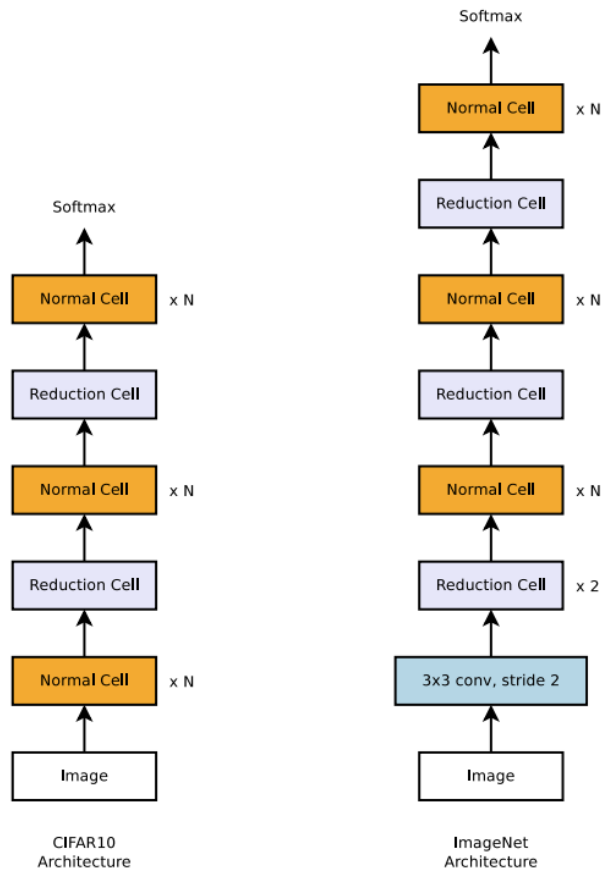 Softmax
Normal Cell
x N
Reduction Cell
Normal Cell
x N
Reduction Cell
Normal Cell
x N
Image
CIFAR10
Architecture
Softmax
Normal Cell
x N
Reduction Cell
Normal Cell
x N
Reduction Cell
Normal Cell
x N
Reduction Cell
x 2
3x3 conv, stride 2
Image
ImageNet
Architecture